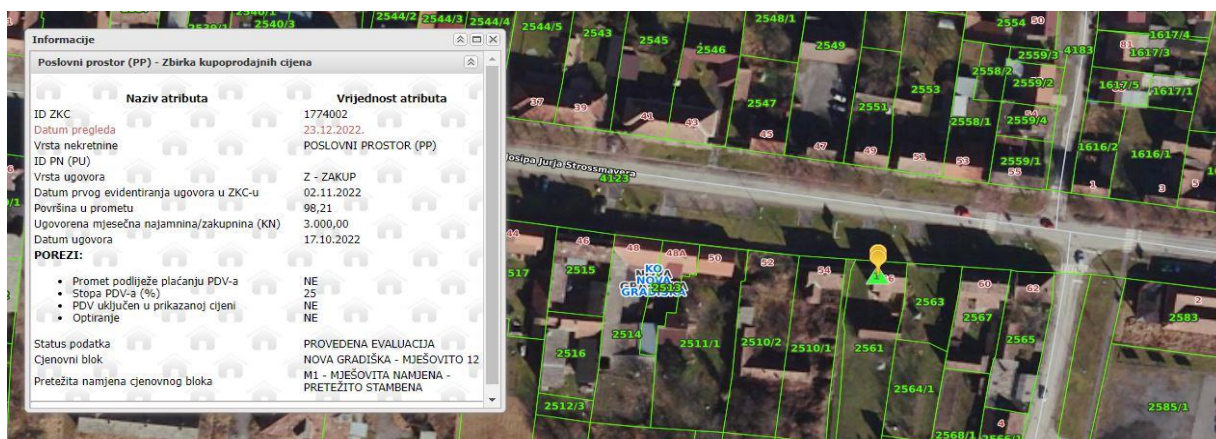 Informacije
Poslovni prostor (PP) - Zbirka kupoprodajnih cijena
Naziv atributa Vrijednost atributa
ID ZKC 1774002
Datum pregleda 23.12.2022.
Vrsta nekretnine POSLOVNI PROSTOR (PP)
ID PN (PU)
Vrsta ugovora Z - ZAKUP
Datum prvog evidentiranja ugovora u ZKC-u 02.11.2022
Površina u prometu 98,21
Ugovorena mjesečna najamnina/zakupnina (KN) 3.000,00
Datum ugovora 17.10.2022
POREZI:
• Promet podliježe plaćanju PDV-a NE
• Stopa PDV-a (%) 25
• PDV uključen u prikazanoj cijeni NE
• Optiranje NE
Status podatka PROVEDENA EVALUACIJA
Cjenovni blok NOVA GRADIŠKA - MJEŠOVITO 12
Pretežita namjena cjenovnog bloka M1 - MJEŠOVITA NAMJENA -
PRETEŽITO STAMBENA
2540/3
2544/2
2544/3
2544/4
2544/5
2543
2545
2546
2548/1
2549
2547
2551
2553
2554
50
2558/2
2559/3
2559/2
2559/4
2558/1
2559/1
4183
81
1617/4
1617/3
1617/5
1617/1
1616/2
1616/1
37
39
41
43
45
47
49
51
53
55
1
3
5
Josipa Jurja Strossmayera
4123
44
46
48
48A
50
52
54
60
62
2
2517
2515
KO
NOVA
GRADIŠKA
2513
2514
2516
2511/1
2510/2
2510/1
2561
2563
2567
2565
2583
2564/1
2512/3
2568/1
4
2585/1